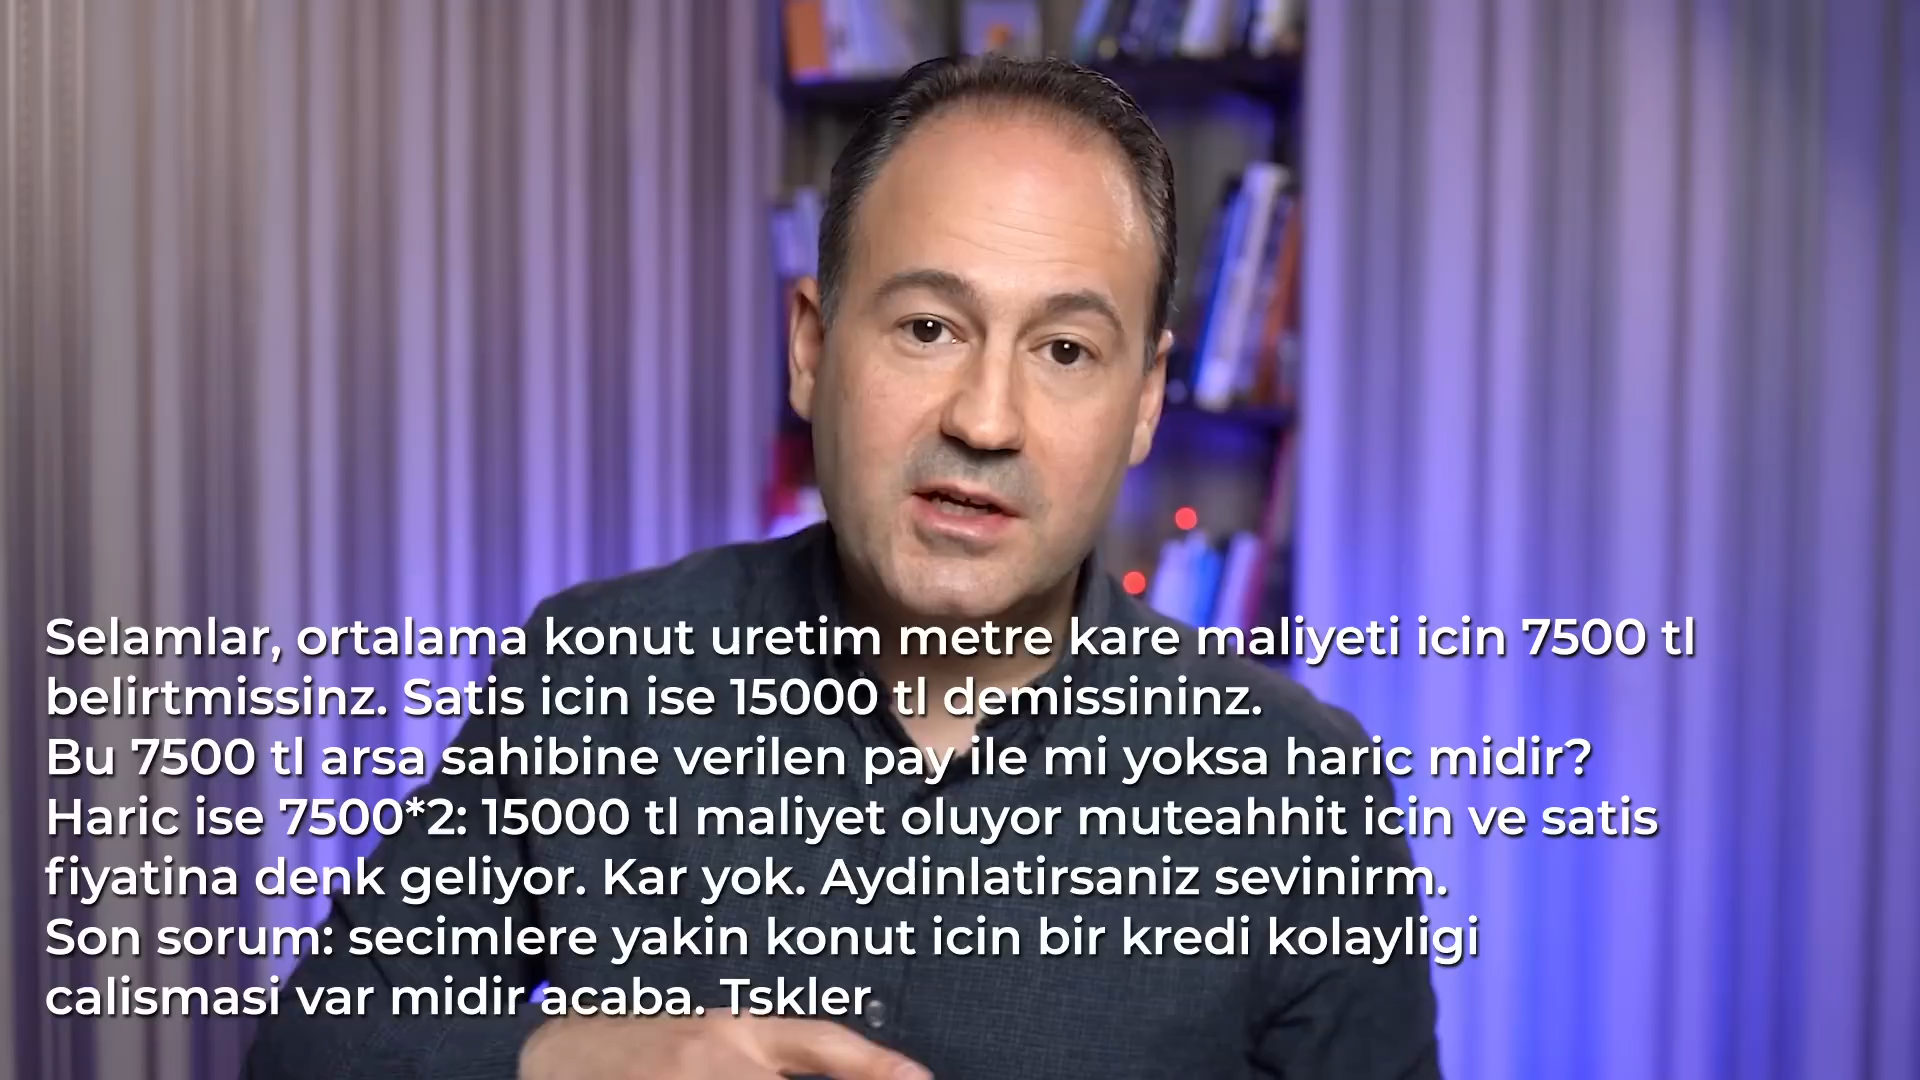 Selamlar, ortalama konut uretim metre kare maliyeti icin 7500 tl
belirtmissinz. Satis icin ise 15000 tl demissininz.
Bu 7500 tl arsa sahibine verilen pay ile mi yoksa haric midir?
Haric ise 7500*2: 15000 tl maliyet oluyor muteahhit icin ve satis
fiyatina denk geliyor. Kar yok. Aydinlatirsaniz sevinirm.
Son sorum: secimlere yakin konut icin bir kredi kolayligi
calismasi var midir acaba. Tskler